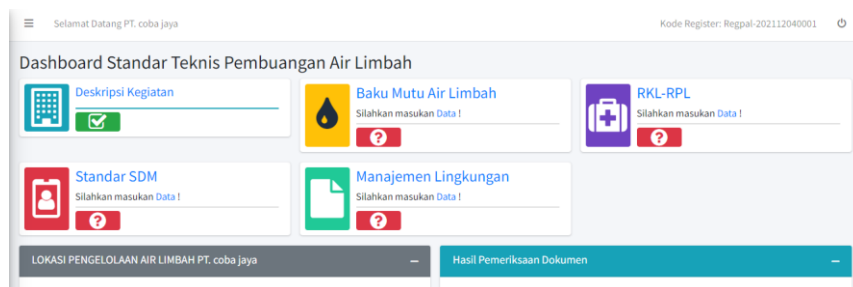 Selamat Datang PT. coba jaya
Kode Register: Regpal-202112040001
Dashboard Standar Teknis Pembuangan Air Limbah
Deskripsi Kegiatan
Baku Mutu Air Limbah
Silahkan masukan Data !
RKL-RPL
Silahkan masukan Data !
Standar SDM
Silahkan masukan Data !
Manajemen Lingkungan
Silahkan masukan Data !
LOKASI PENGELOLAAN AIR LIMBAH PT. coba jaya
Hasil Pemeriksaan Dokumen